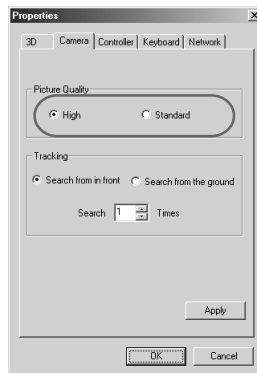 Properties
3D Camera Controller Keyboard Network
Picture Quality
High Standard
Tracking
Search from in front Search from the ground
Search 1 Times
Apply
OK Cancel